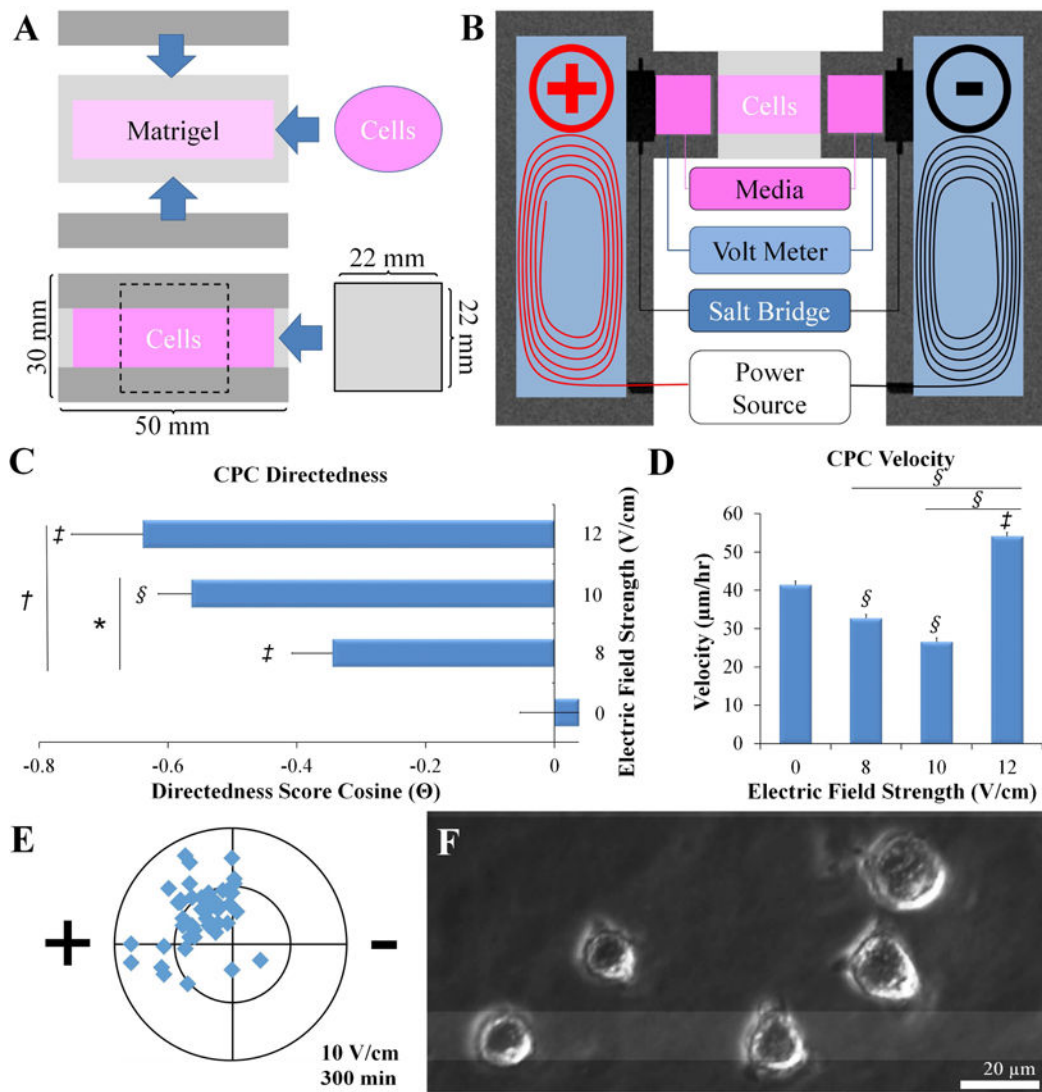 A
Matrigel
Cells
22 mm
22 mm
30 mm
Cells
50 mm
B
+
-
Cells
Media
Volt Meter
Salt Bridge
Power
Source
C
CPC Directedness
‡
12
§
10
†
*
‡
8
0
Electric Field Strength (V/cm)
-0.8
-0.6
-0.4
-0.2
0
Directedness Score Cosine (Θ)
D
CPC Velocity
§
§
‡
§
§
60
50
40
30
20
10
0
Velocity (µm/hr)
0
8
10
12
Electric Field Strength (V/cm)
E
+
-
10 V/cm
300 min
F
20 µm